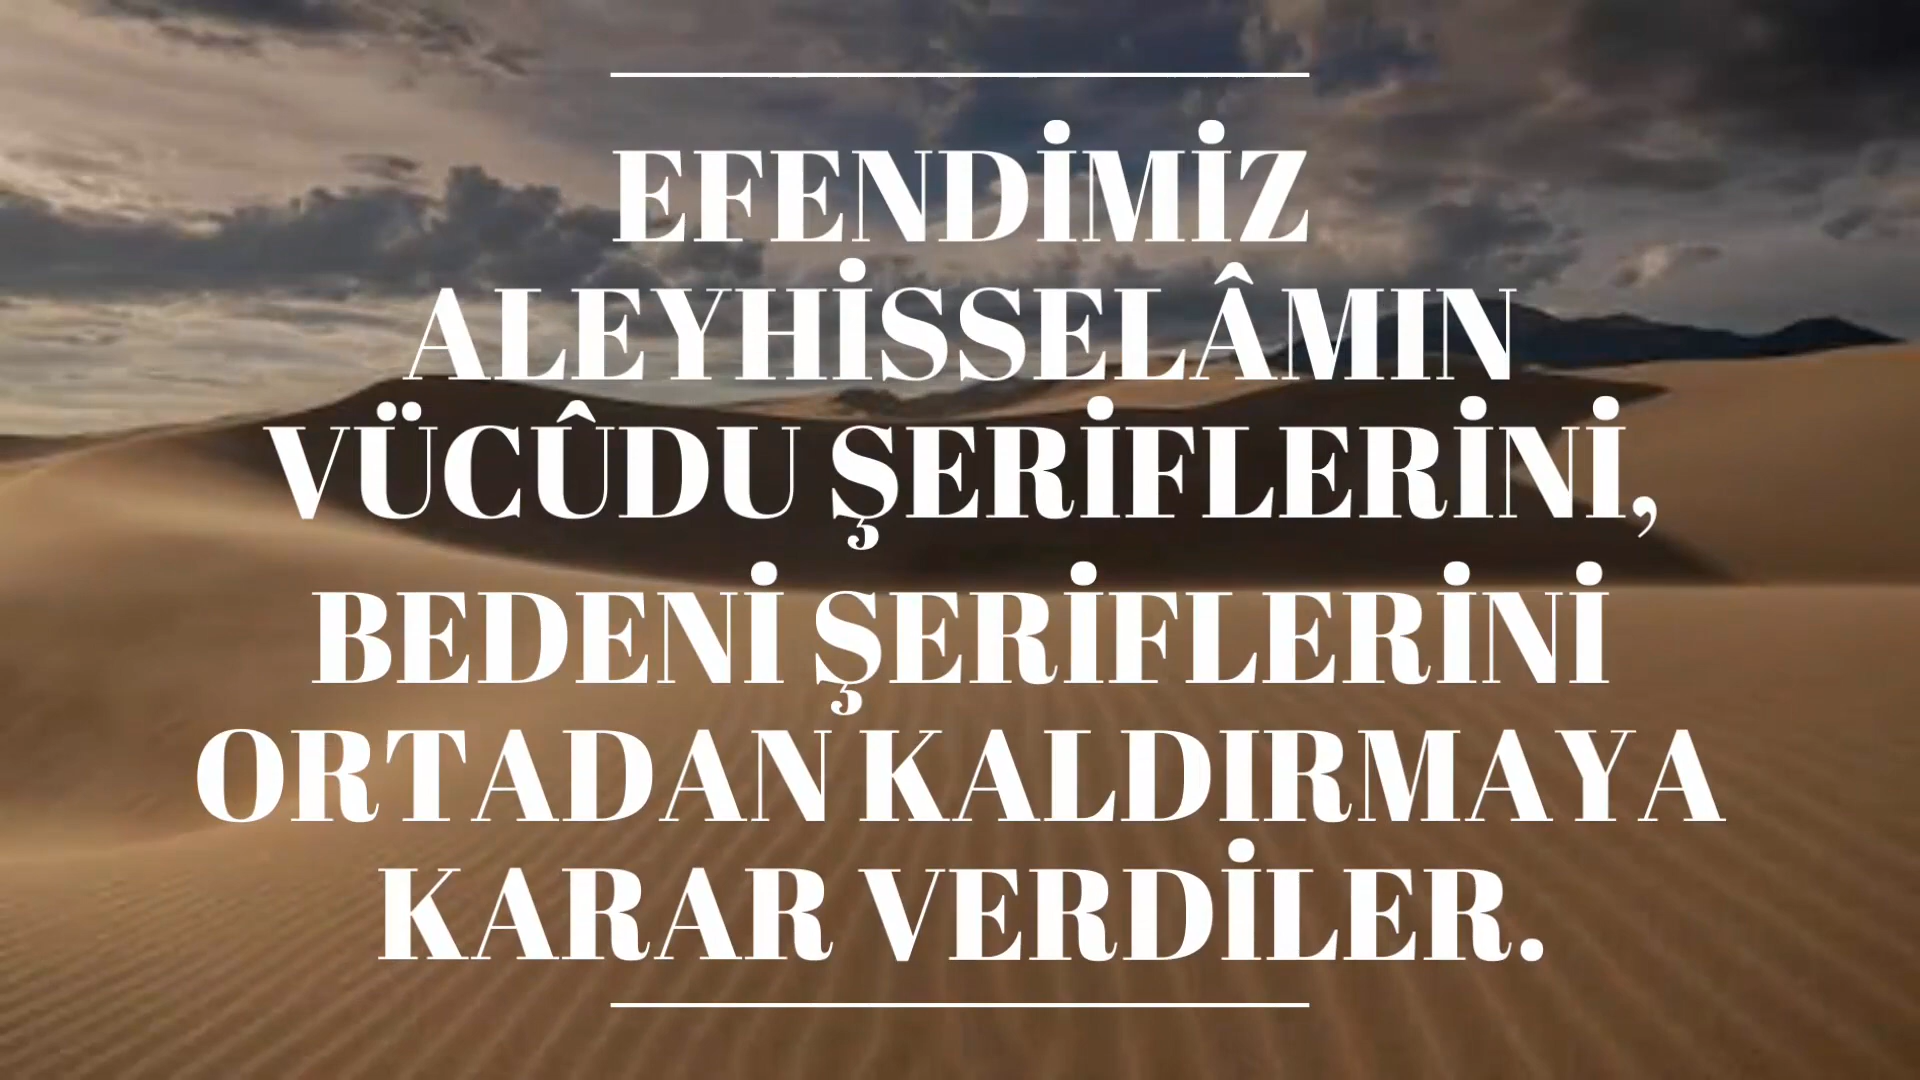 EFENDİMİZ
ALEYHİSSELÂMIN
VÜCÛDU ŞERİFLERİNİ,
BEDENİ ŞERİFLERİNİ
ORTADAN KALDIRMAYA
KARAR VERDİLER.